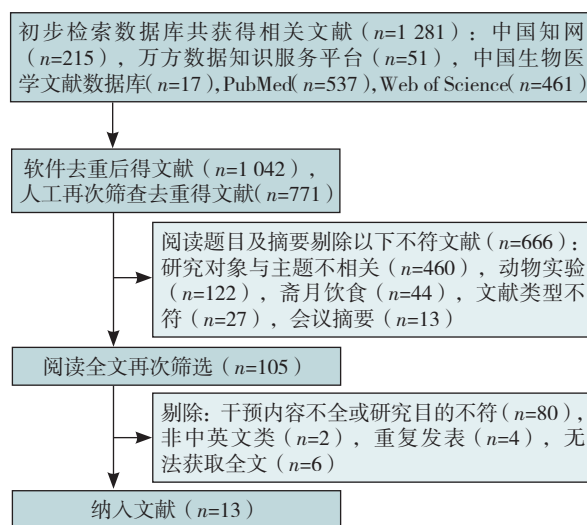 初步检索数据库共获得相关文献（n=1 281）：中国知网
（n=215），万方数据知识服务平台（n=51），中国生物医
学文献数据库（n=17），PubMed（n=537），Web of Science（n=461）
软件去重后得文献（n=1 042），
人工再次筛查去重得文献（n=771）
阅读题目及摘要剔除以下不符文献（n=666）：
研究对象与主题不相关（n=460），动物实验
（n=122），斋月饮食（n=44），文献类型不
符（n=27），会议摘要（n=13）
阅读全文再次筛选（n=105）
剔除：干预内容不全或研究目的不符（n=80），
非中英文类（n=2），重复发表（n=4），无
法获取全文（n=6）
纳入文献（n=13）